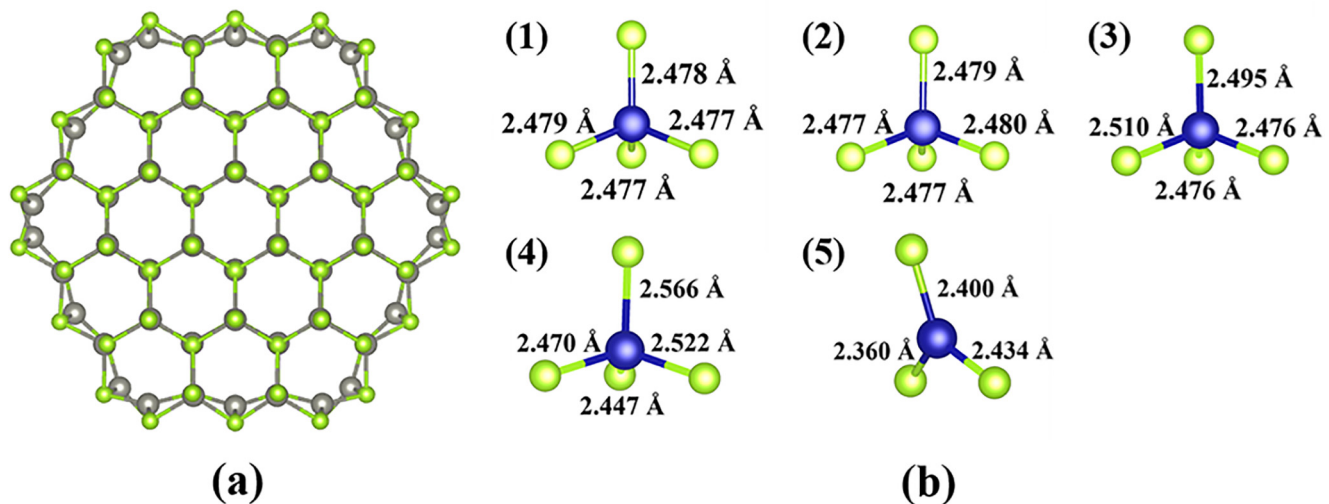 (1)
2.478 Å
2.479 Å
2.477 Å
2.477 Å
(2)
2.479 Å
2.477 Å
2.480 Å
2.477 Å
(3)
2.495 Å
2.510 Å
2.476 Å
2.476 Å
(4)
2.566 Å
2.470 Å
2.522 Å
2.447 Å
(5)
2.400 Å
2.360 Å
2.434 Å
(a)
(b)